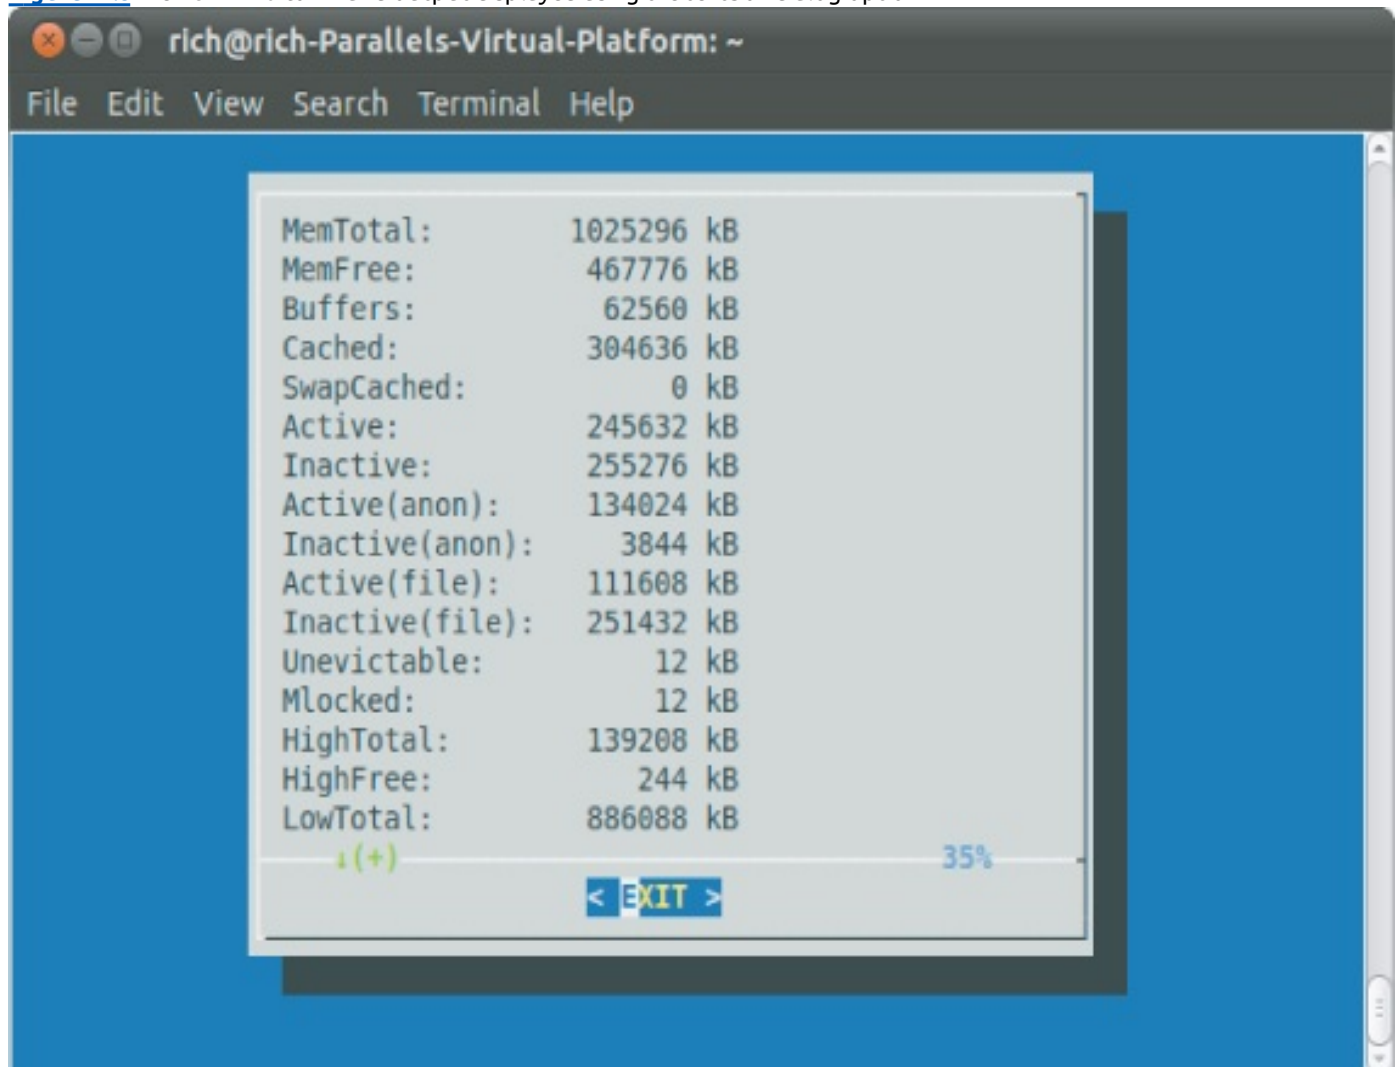 rich@rich-Parallels-Virtual-Platform: ~
File Edit View Search Terminal Help
MemTotal: 1025296 kB
MemFree: 467776 kB
Buffers: 62560 kB
Cached: 304636 kB
SwapCached: 0 kB
Active: 245632 kB
Inactive: 255276 kB
Active(anon): 134024 kB
Inactive(anon): 3844 kB
Active(file): 111608 kB
Inactive(file): 251432 kB
Unevictable: 12 kB
Mlocked: 12 kB
HighTotal: 139208 kB
HighFree: 244 kB
LowTotal: 886088 kB
↓(+) 35%
< EXIT >